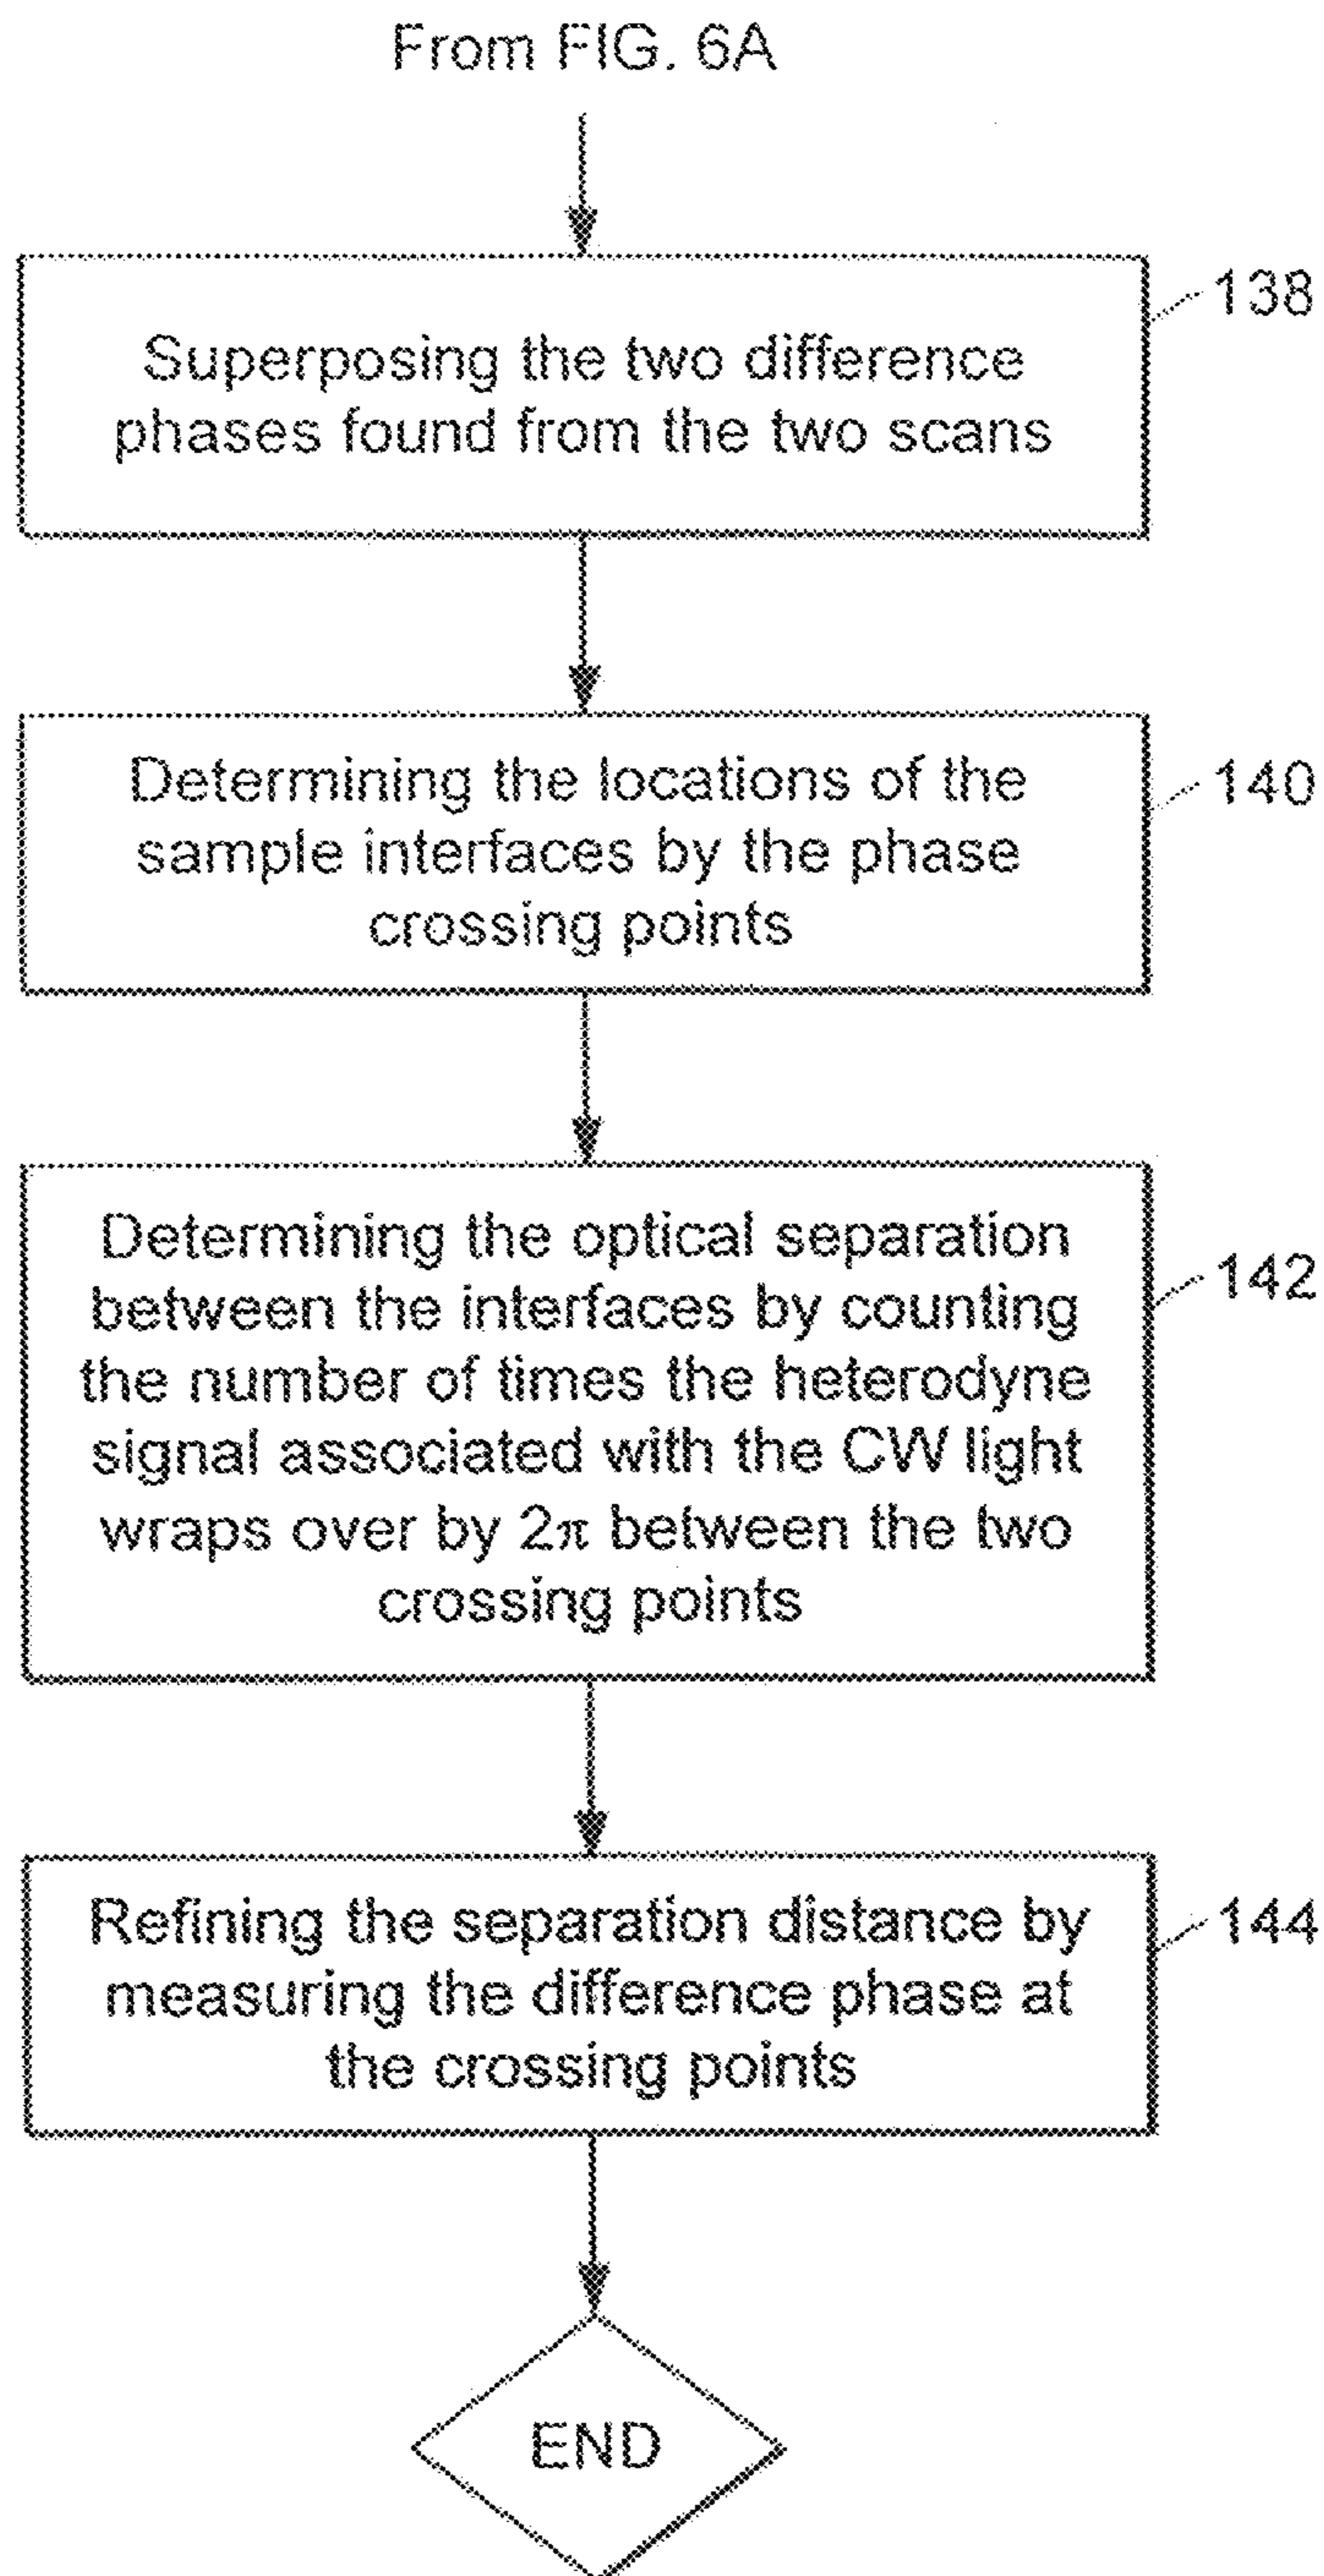 From FIG. 6A
138
Superposing the two difference
phases found from the two scans
140
Determining the locations of the
sample interfaces by the phase
crossing points
142
Determining the optical separation
between the interfaces by counting
the number of times the heterodyne
signal associated with the CW light
wraps over by 2π between the two
crossing points
144
Refining the separation distance by
measuring the difference phase at
the crossing points
END